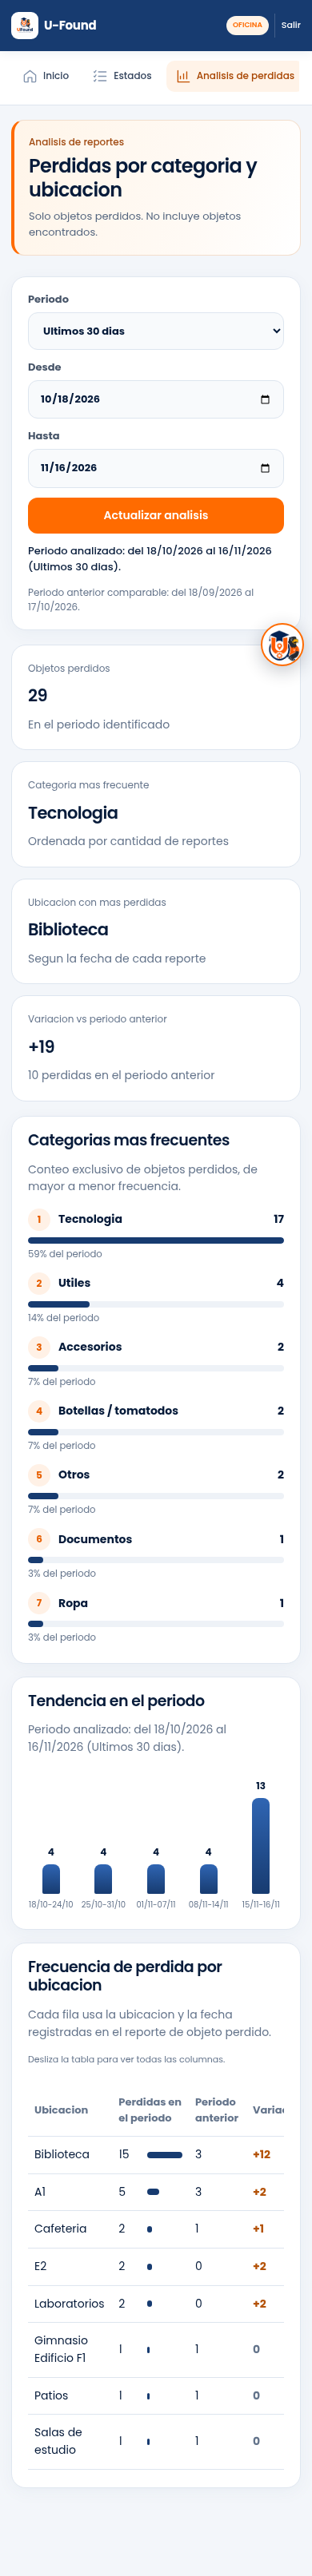 U-Found
OFICINA
Salir
Inicio
Estados
Analisis de perdidas
Analisis de reportes
Perdidas por categoria y
ubicacion
Solo objetos perdidos. No incluye objetos
encontrados.
Periodo
Ultimos 30 dias
Desde
10/18/2026
Hasta
11/16/2026
Actualizar analisis
Periodo analizado: del 18/10/2026 al 16/11/2026
(Ultimos 30 dias).
Periodo anterior comparable: del 18/09/2026 al
17/10/2026.
Objetos perdidos
29
En el periodo identificado
Categoria mas frecuente
Tecnologia
Ordenada por cantidad de reportes
Ubicacion con mas perdidas
Biblioteca
Segun la fecha de cada reporte
Variacion vs periodo anterior
+19
10 perdidas en el periodo anterior
Categorias mas frecuentes
Conteo exclusivo de objetos perdidos, de
mayor a menor frecuencia.
1 Tecnologia 17
59% del periodo
2 Utiles 4
14% del periodo
3 Accesorios 2
7% del periodo
4 Botellas / tomatodos 2
7% del periodo
5 Otros 2
7% del periodo
6 Documentos 1
3% del periodo
7 Ropa 1
3% del periodo
Tendencia en el periodo
Periodo analizado: del 18/10/2026 al
16/11/2026 (Ultimos 30 dias).
4 4 4 4 13
18/10-24/10 25/10-31/10 01/11-07/11 08/11-14/11 15/11-16/11
Frecuencia de perdida por
ubicacion
Cada fila usa la ubicacion y la fecha
registradas en el reporte de objeto perdido.
Desliza la tabla para ver todas las columnas.
Ubicacion
Perdidas en
el periodo
Periodo
anterior
Varia
Biblioteca 15 3 +12
A1 5 3 +2
Cafeteria 2 1 +1
E2 2 0 +2
Laboratorios 2 0 +2
Gimnasio
Edificio F1
1 1 0
Patios 1 1 0
Salas de
estudio
1 1 0